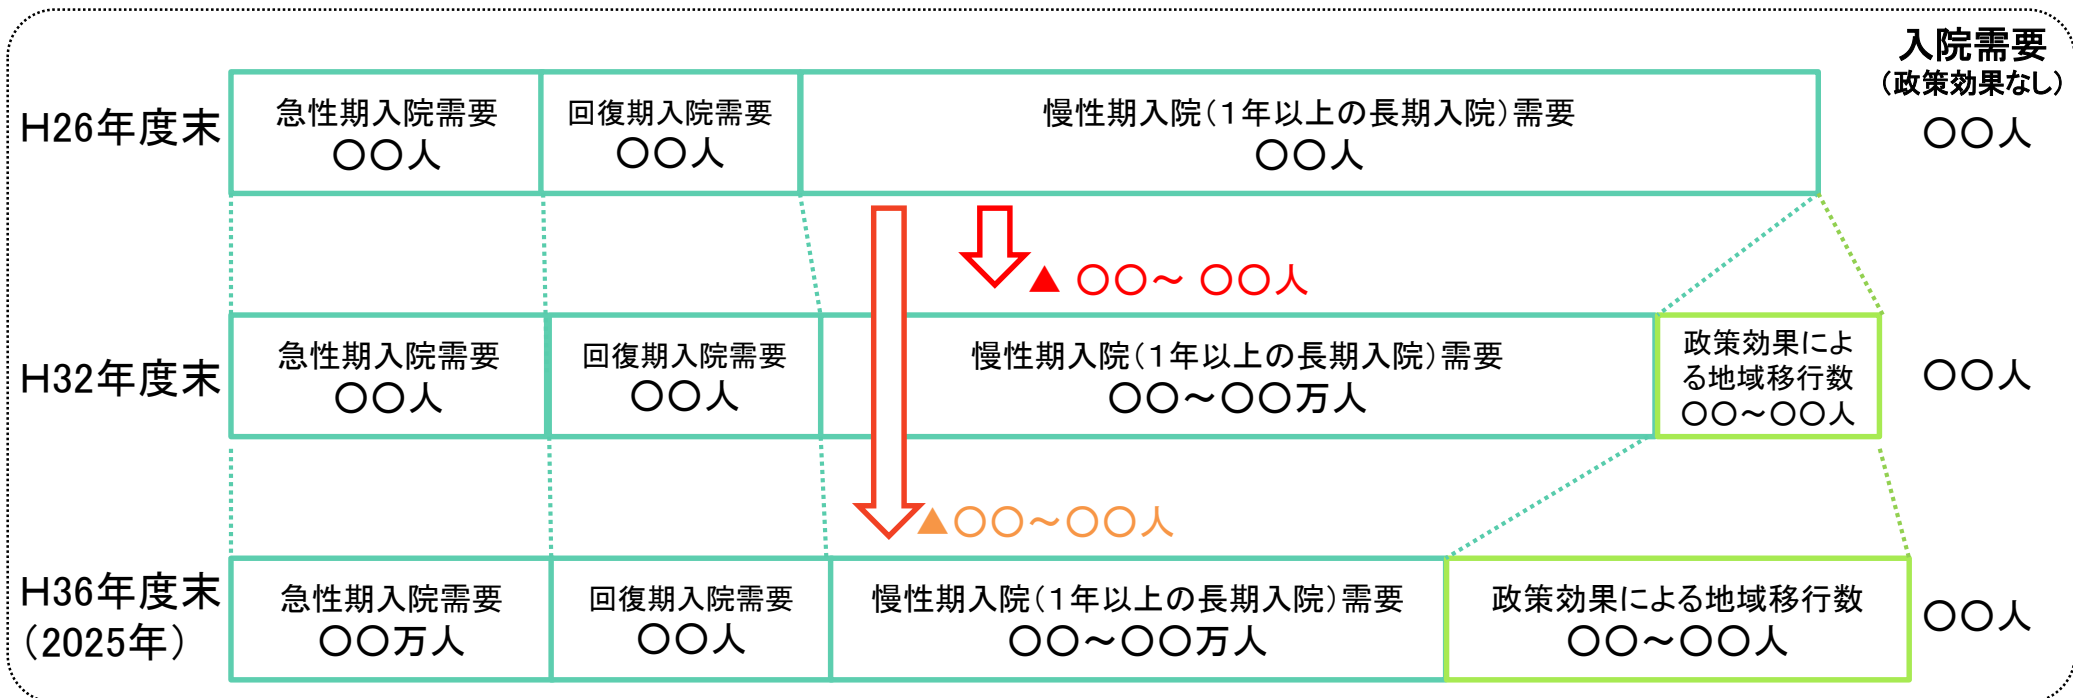 入院需要
(政策効果なし)
H26年度末
急性期入院需要
〇〇人
回復期入院需要
〇〇人
慢性期入院(1年以上の長期入院)需要
〇〇人
〇〇人
▲ 〇〇～ 〇〇人
H32年度末
急性期入院需要
〇〇人
回復期入院需要
〇〇人
慢性期入院(1年以上の長期入院)需要
〇〇～〇〇万人
政策効果によ
る地域移行数
〇〇～〇〇人
〇〇人
▲〇〇～〇〇人
H36年度末
(2025年)
急性期入院需要
〇〇万人
回復期入院需要
〇〇人
慢性期入院(1年以上の長期入院)需要
〇〇～〇〇万人
政策効果による地域移行数
〇〇～〇〇人
〇〇人